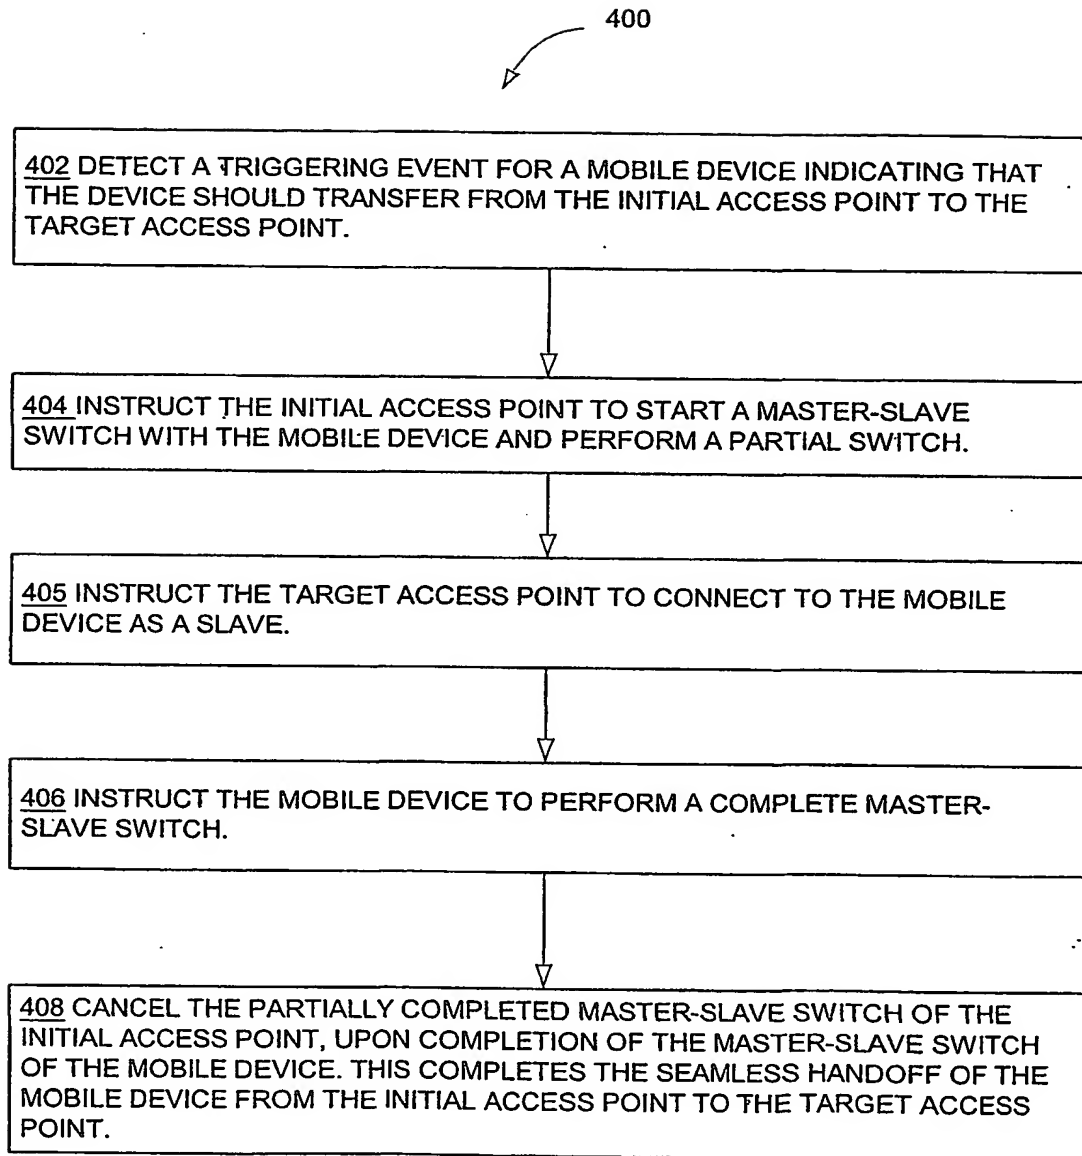 400
402 DETECT A TRIGGERING EVENT FOR A MOBILE DEVICE INDICATING THAT
THE DEVICE SHOULD TRANSFER FROM THE INITIAL ACCESS POINT TO THE
TARGET ACCESS POINT.
404 INSTRUCT THE INITIAL ACCESS POINT TO START A MASTER-SLAVE
SWITCH WITH THE MOBILE DEVICE AND PERFORM A PARTIAL SWITCH.
405 INSTRUCT THE TARGET ACCESS POINT TO CONNECT TO THE MOBILE
DEVICE AS A SLAVE.
406 INSTRUCT THE MOBILE DEVICE TO PERFORM A COMPLETE MASTER-
SLAVE SWITCH.
408 CANCEL THE PARTIALLY COMPLETED MASTER-SLAVE SWITCH OF THE
INITIAL ACCESS POINT, UPON COMPLETION OF THE MASTER-SLAVE SWITCH
OF THE MOBILE DEVICE. THIS COMPLETES THE SEAMLESS HANDOFF OF THE
MOBILE DEVICE FROM THE INITIAL ACCESS POINT TO THE TARGET ACCESS
POINT.